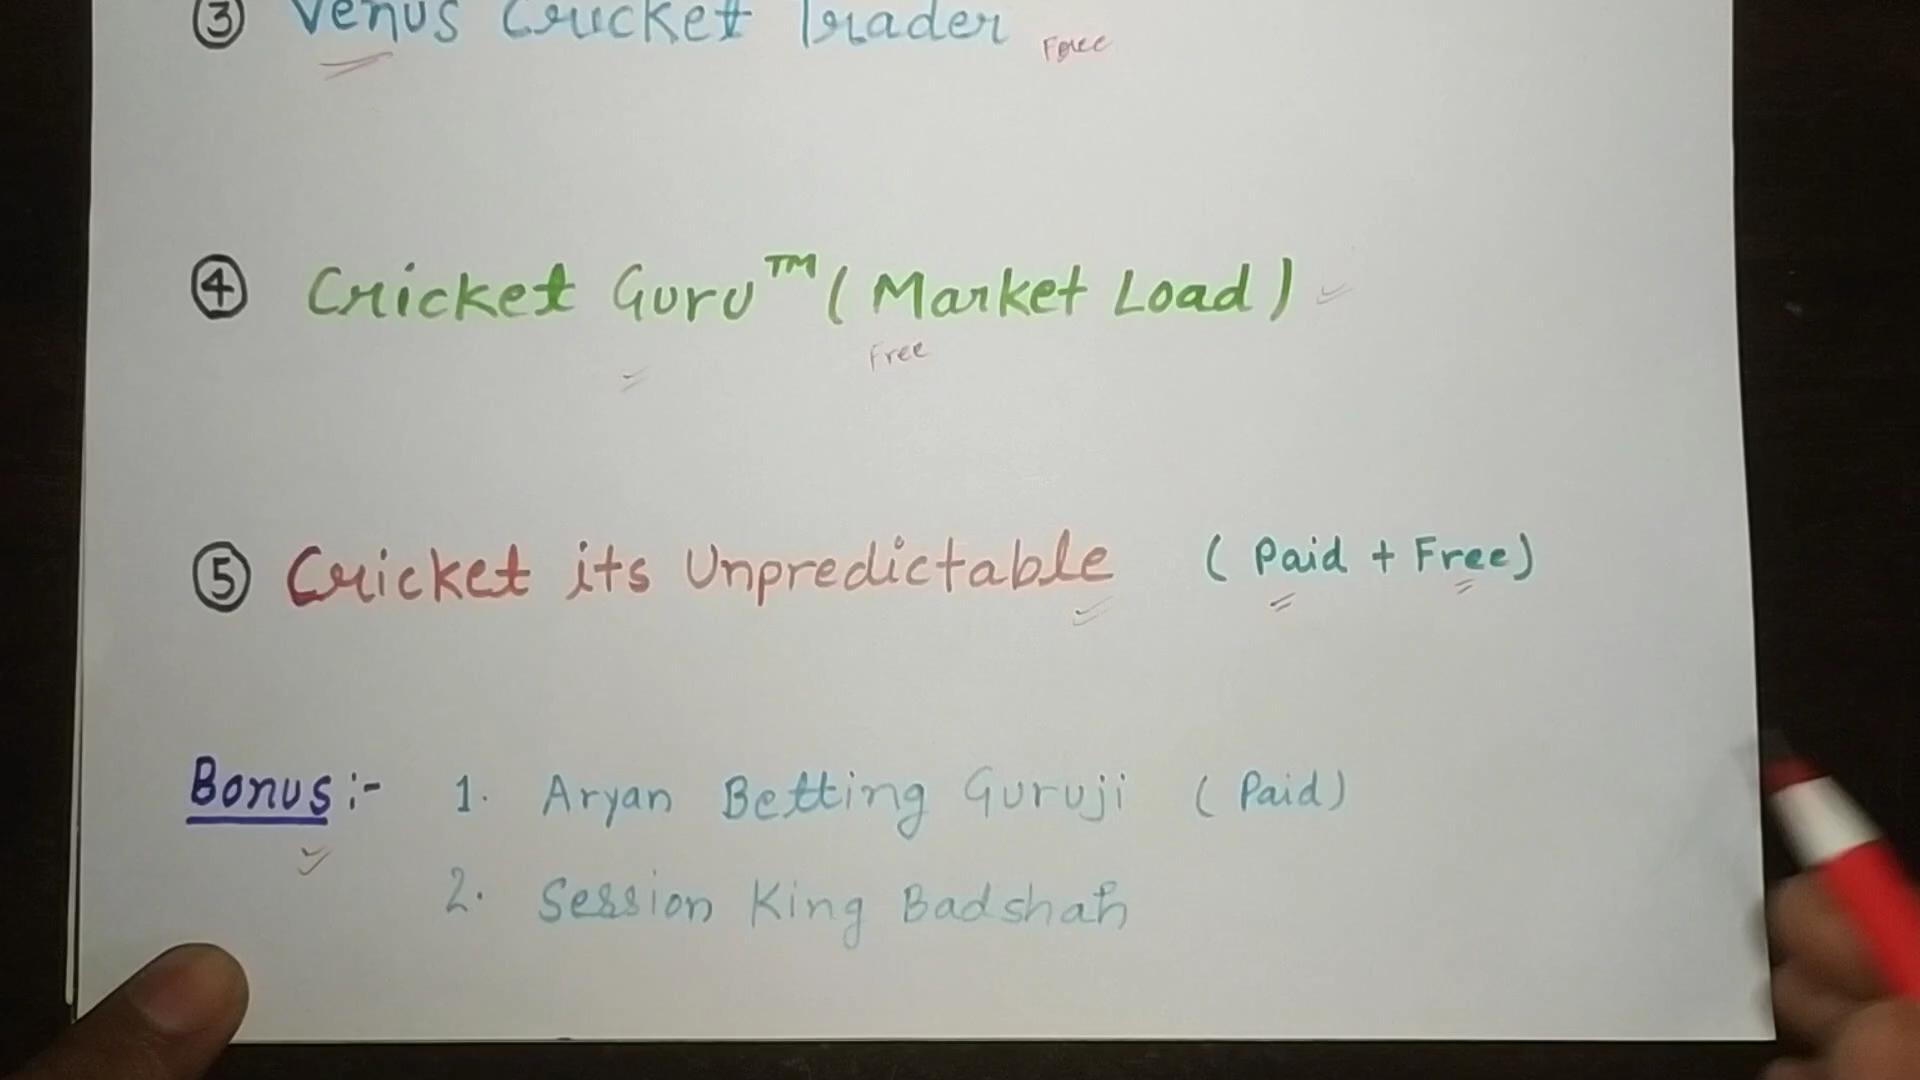 ③ Venus Cricket Trader Free
④ Cricket Guru™ (Market Load)
Free
⑤ Cricket its Unpredictable (Paid + Free)
Bonus :- 1. Aryan Betting Guruji (Paid)
2. Session King Badshah